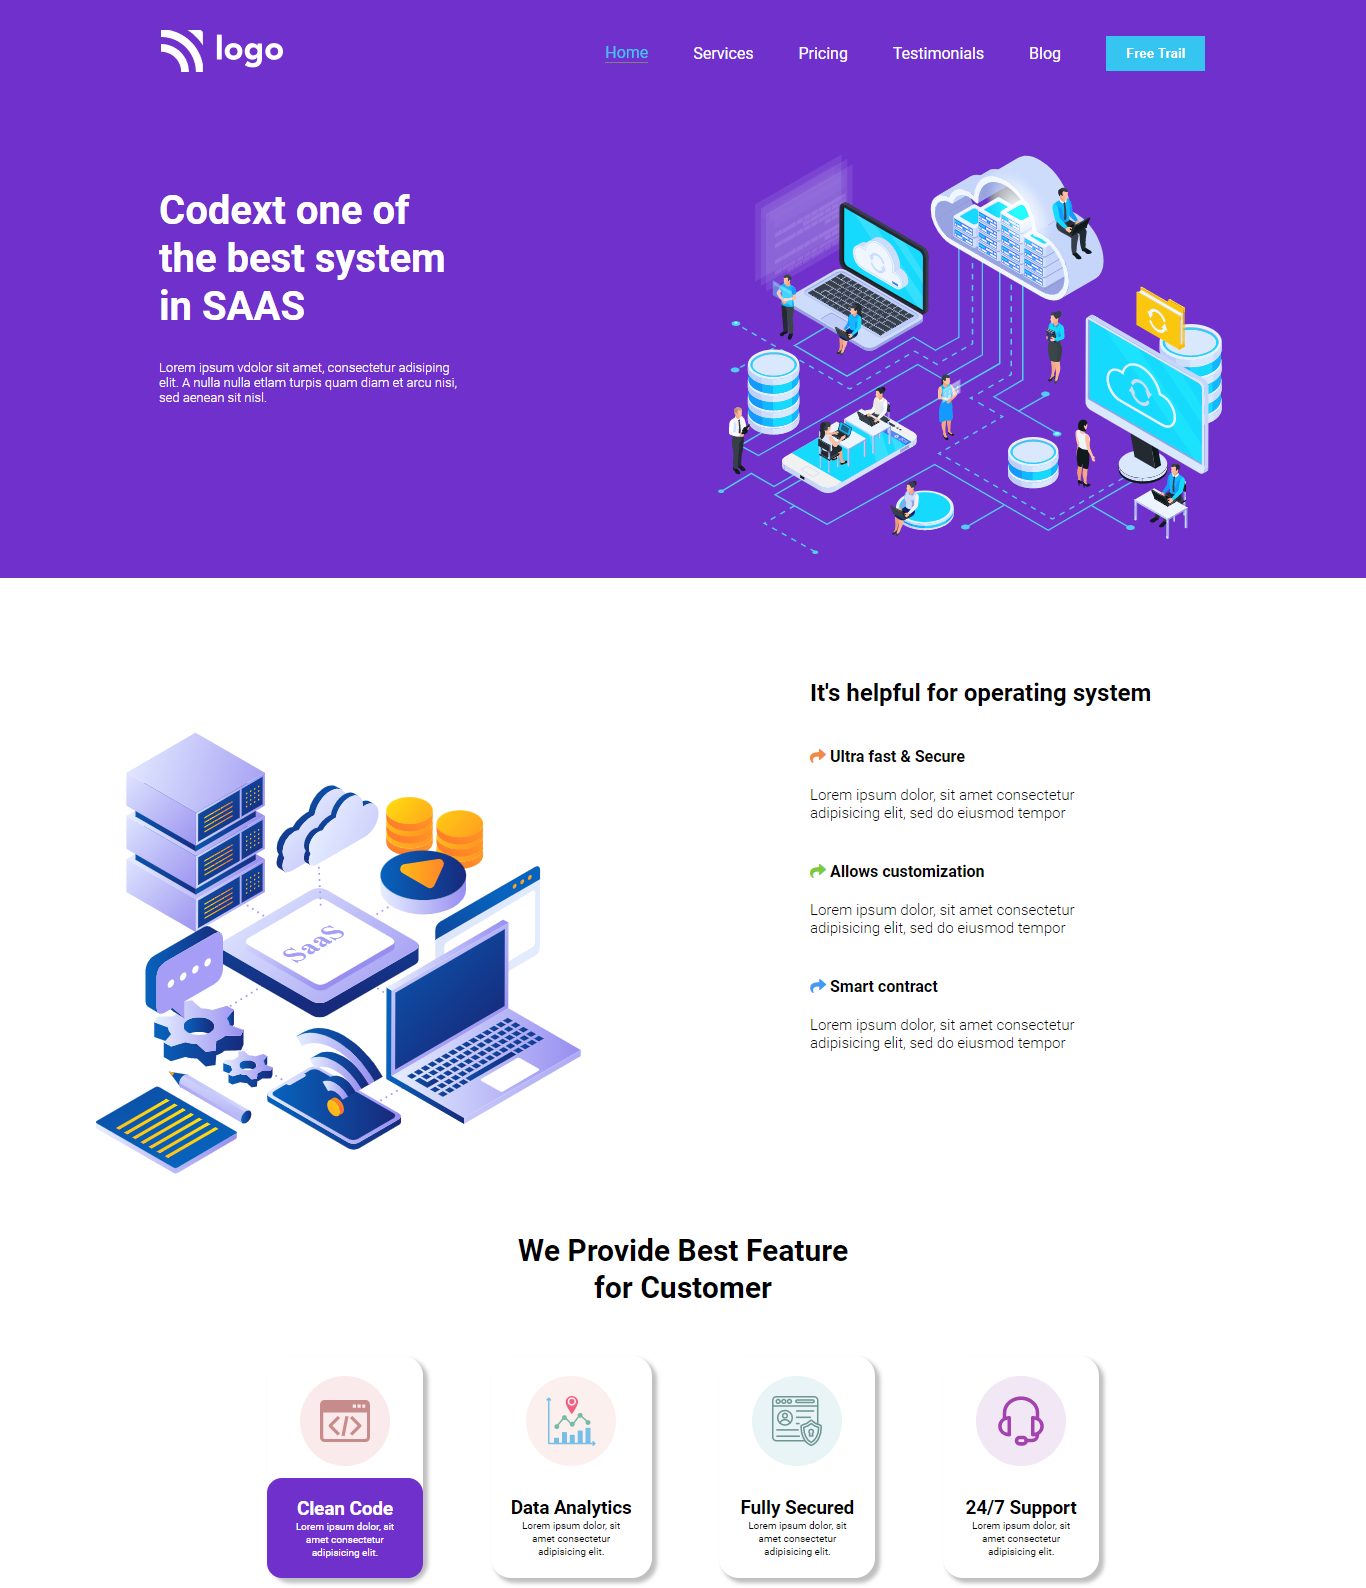 logo
Home Services Pricing Testimonials Blog Free Trail
Codext one of
the best system
in SAAS
Lorem ipsum vdolor sit amet, consectetur adisiping
elit. A nulla nulla etlam turpis quam diam et arcu nisi,
sed aenean sit nisl.
It's helpful for operating system
Ultra fast & Secure
Lorem ipsum dolor, sit amet consectetur
adipisicing elit, sed do eiusmod tempor
Allows customization
Lorem ipsum dolor, sit amet consectetur
adipisicing elit, sed do eiusmod tempor
Smart contract
Lorem ipsum dolor, sit amet consectetur
adipisicing elit, sed do eiusmod tempor
SaaS
We Provide Best Feature
for Customer
Clean Code
Lorem ipsum dolor, sit
amet consectetur
adipisicing elit.
Data Analytics
Lorem ipsum dolor, sit
amet consectetur
adipisicing elit.
Fully Secured
Lorem ipsum dolor, sit
amet consectetur
adipisicing elit.
24/7 Support
Lorem ipsum dolor, sit
amet consectetur
adipisicing elit.